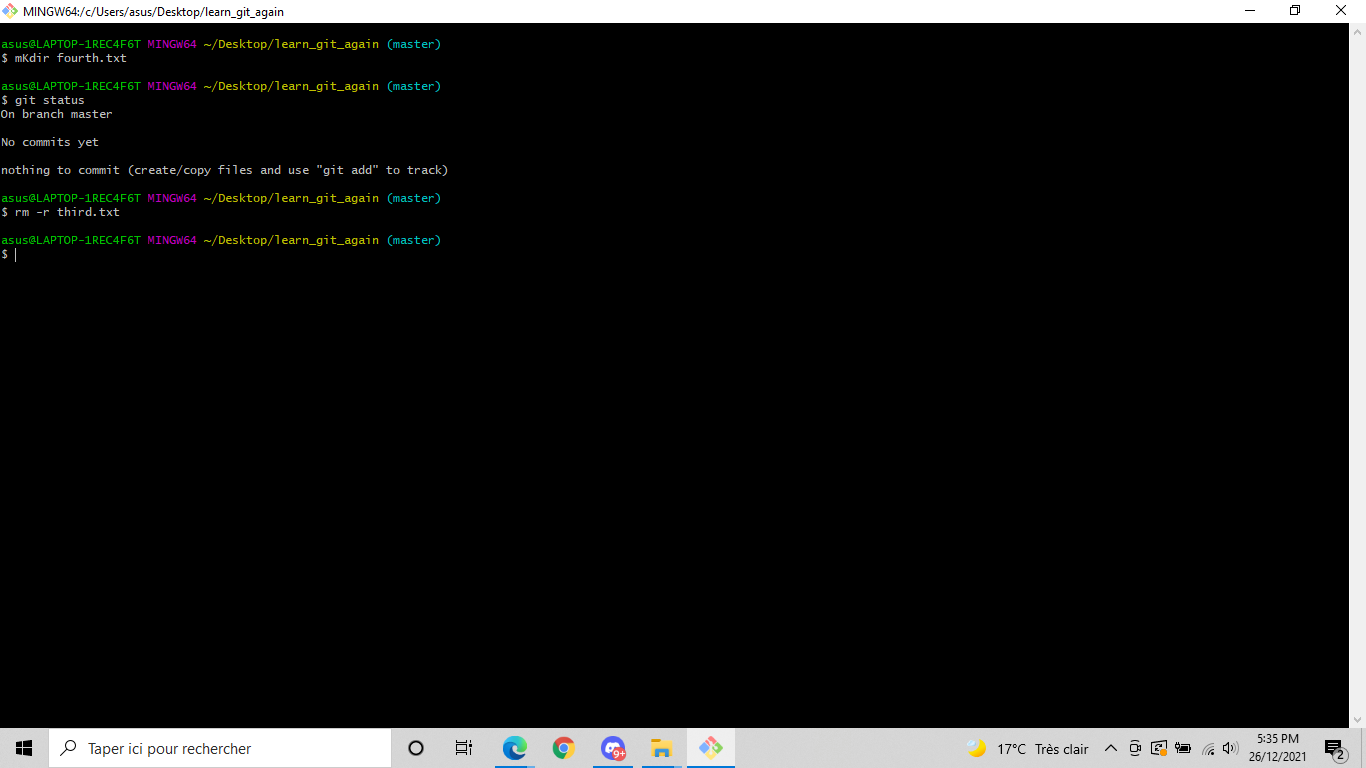 MINGW64:/c/Users/asus/Desktop/learn_git_again
asus@LAPTOP-1REC4F6T MINGW64 ~/Desktop/learn_git_again (master)
$ mKdir fourth.txt
asus@LAPTOP-1REC4F6T MINGW64 ~/Desktop/learn_git_again (master)
$ git status
On branch master
No commits yet
nothing to commit (create/copy files and use "git add" to track)
asus@LAPTOP-1REC4F6T MINGW64 ~/Desktop/learn_git_again (master)
$ rm -r third.txt
asus@LAPTOP-1REC4F6T MINGW64 ~/Desktop/learn_git_again (master)
$
Taper ici pour rechercher
9+
17°C Très clair
5:35 PM
26/12/2021
2